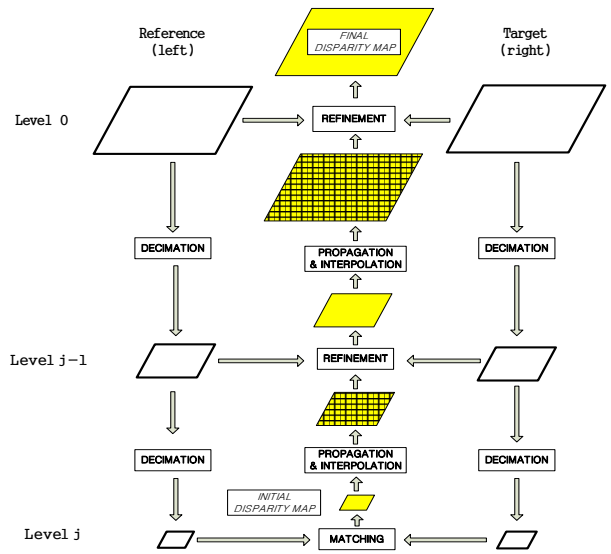 Reference
(left)
FINAL
DISPARITY MAP
Target
(right)
Level 0
REFINEMENT
DECIMATION
PROPAGATION
& INTERPOLATION
DECIMATION
Level j-1
REFINEMENT
DECIMATION
PROPAGATION
& INTERPOLATION
DECIMATION
INITIAL
DISPARITY MAP
Level j
MATCHING